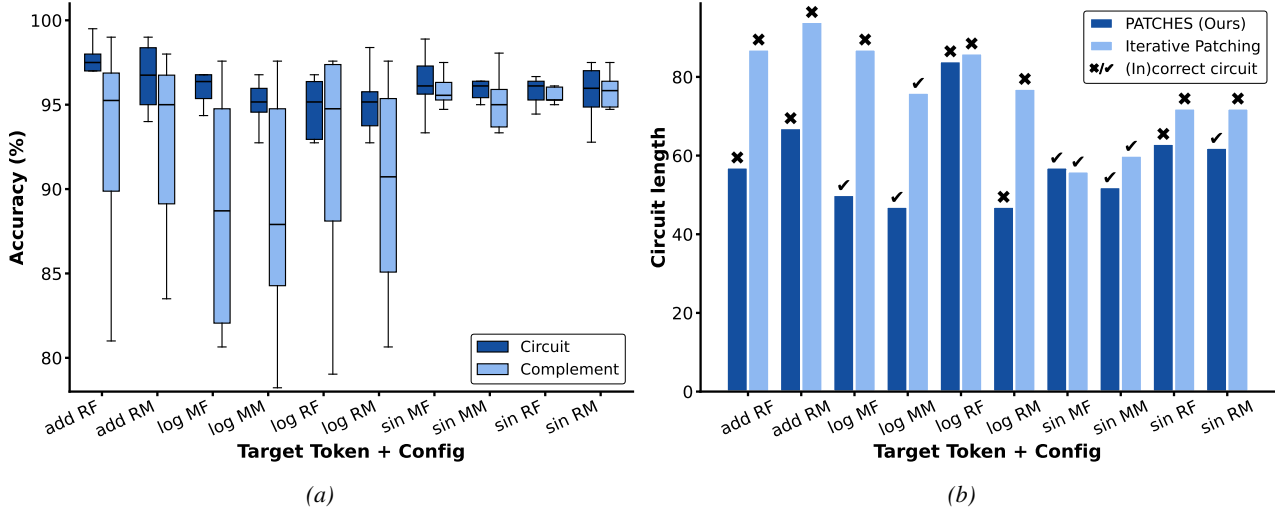 100
95
90
85
80
Accuracy (%)
Circuit
Complement
add RF
add RM
log MF
log MM
log RF
log RM
sin MF
sin MM
sin RF
sin RM
Target Token + Config
(a)
80
60
40
20
0
Circuit length
PATCHES (Ours)
Iterative Patching
✖/✔ (In)correct circuit
add RF
add RM
log MF
log MM
log RF
log RM
sin MF
sin MM
sin RF
sin RM
Target Token + Config
(b)